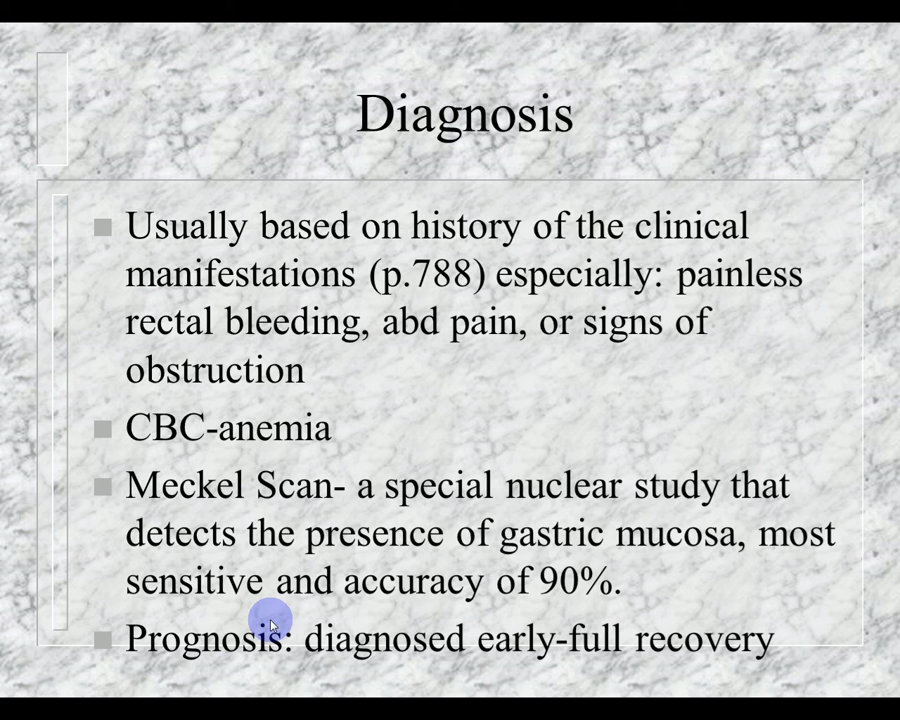 Diagnosis
Usually based on history of the clinical
manifestations (p.788) especially: painless
rectal bleeding, abd pain, or signs of
obstruction
CBC-anemia
Meckel Scan- a special nuclear study that
detects the presence of gastric mucosa, most
sensitive and accuracy of 90%.
Prognosis: diagnosed early-full recovery